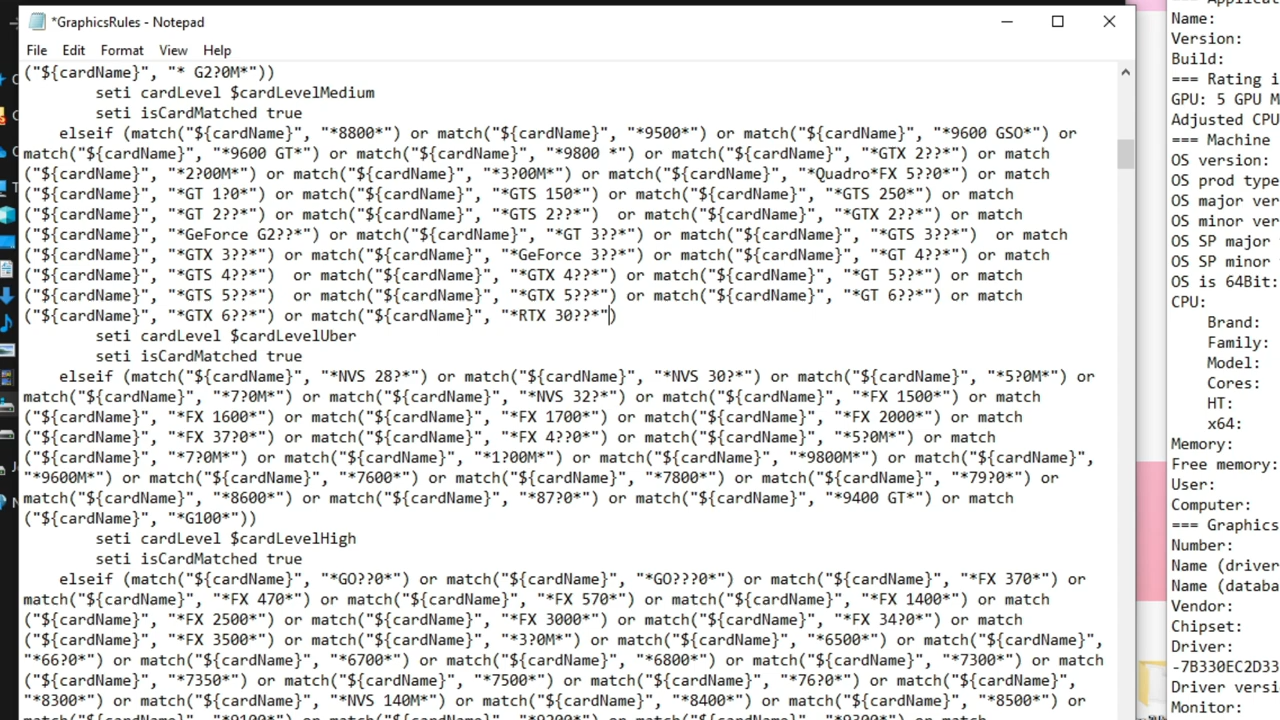 *GraphicsRules - Notepad
File Edit Format View Help
("${cardName}", "* G2?0M*"))
seti cardLevel $cardLevelMedium
seti isCardMatched true
elseif (match("${cardName}", "*8800*") or match("${cardName}", "*9500*") or match("${cardName}", "*9600 GSO*") or
match("${cardName}", "*9600 GT*") or match("${cardName}", "*9800 *") or match("${cardName}", "*GTX 2??*") or match
("${cardName}", "*2?00M*") or match("${cardName}", "*3?00M*") or match("${cardName}", "*Quadro*FX 5??0*") or match
("${cardName}", "*GT 1?0*") or match("${cardName}", "*GTS 150*") or match("${cardName}", "*GTS 250*") or match
("${cardName}", "*GT 2??*") or match("${cardName}", "*GTS 2??*")  or match("${cardName}", "*GTX 2??*") or match
("${cardName}", "*GeForce G2??*") or match("${cardName}", "*GT 3??*") or match("${cardName}", "*GTS 3??*")  or match
("${cardName}", "*GTX 3??*") or match("${cardName}", "*GeForce 3??*") or match("${cardName}", "*GT 4??*") or match
("${cardName}", "*GTS 4??*")  or match("${cardName}", "*GTX 4??*") or match("${cardName}", "*GT 5??*") or match
("${cardName}", "*GTS 5??*")  or match("${cardName}", "*GTX 5??*") or match("${cardName}", "*GT 6??*") or match
("${cardName}", "*GTX 6??*") or match("${cardName}", "*RTX 30??*")
seti cardLevel $cardLevelUber
seti isCardMatched true
elseif (match("${cardName}", "*NVS 28?*") or match("${cardName}", "*NVS 30?*") or match("${cardName}", "*5?0M*") or
match("${cardName}", "*7?0M*") or match("${cardName}", "*NVS 32?*") or match("${cardName}", "*FX 1500*") or match
("${cardName}", "*FX 1600*") or match("${cardName}", "*FX 1700*") or match("${cardName}", "*FX 2000*") or match
("${cardName}", "*FX 37?0*") or match("${cardName}", "*FX 4??0*") or match("${cardName}", "*5?0M*") or match
("${cardName}", "*7?0M*") or match("${cardName}", "*1?00M*") or match("${cardName}", "*9800M*") or match("${cardName}",
"*9600M*") or match("${cardName}", "*7600*") or match("${cardName}", "*7800*") or match("${cardName}", "*79?0*") or
match("${cardName}", "*8600*") or match("${cardName}", "*87?0*") or match("${cardName}", "*9400 GT*") or match
("${cardName}", "*G100*"))
seti cardLevel $cardLevelHigh
seti isCardMatched true
elseif (match("${cardName}", "*GO??0*") or match("${cardName}", "*GO???0*") or match("${cardName}", "*FX 370*") or
match("${cardName}", "*FX 470*") or match("${cardName}", "*FX 570*") or match("${cardName}", "*FX 1400*") or match
("${cardName}", "*FX 2500*") or match("${cardName}", "*FX 3000*") or match("${cardName}", "*FX 34?0*") or match
("${cardName}", "*FX 3500*") or match("${cardName}", "*3?0M*") or match("${cardName}", "*6500*") or match("${cardName}",
"*66?0*") or match("${cardName}", "*6700*") or match("${cardName}", "*6800*") or match("${cardName}", "*7300*") or match
("${cardName}", "*7350*") or match("${cardName}", "*7500*") or match("${cardName}", "*76?0*") or match("${cardName}",
"*8300*") or match("${cardName}", "*NVS 140M*") or match("${cardName}", "*8400*") or match("${cardName}", "*8500*") or
Name:
Version:
Build:
=== Rating i
GPU: 5 GPU M
Adjusted CPU
=== Machine
OS version:
OS prod type
OS major ver
OS minor ver
OS SP major
OS SP minor
OS is 64Bit:
CPU:
Brand:
Family:
Model:
Cores:
HT:
x64:
Memory:
Free memory:
User:
Computer:
=== Graphics
Number:
Name (driver
Name (databa
Vendor:
Chipset:
Driver:
-7B330EC2D33
Driver versi
Monitor: